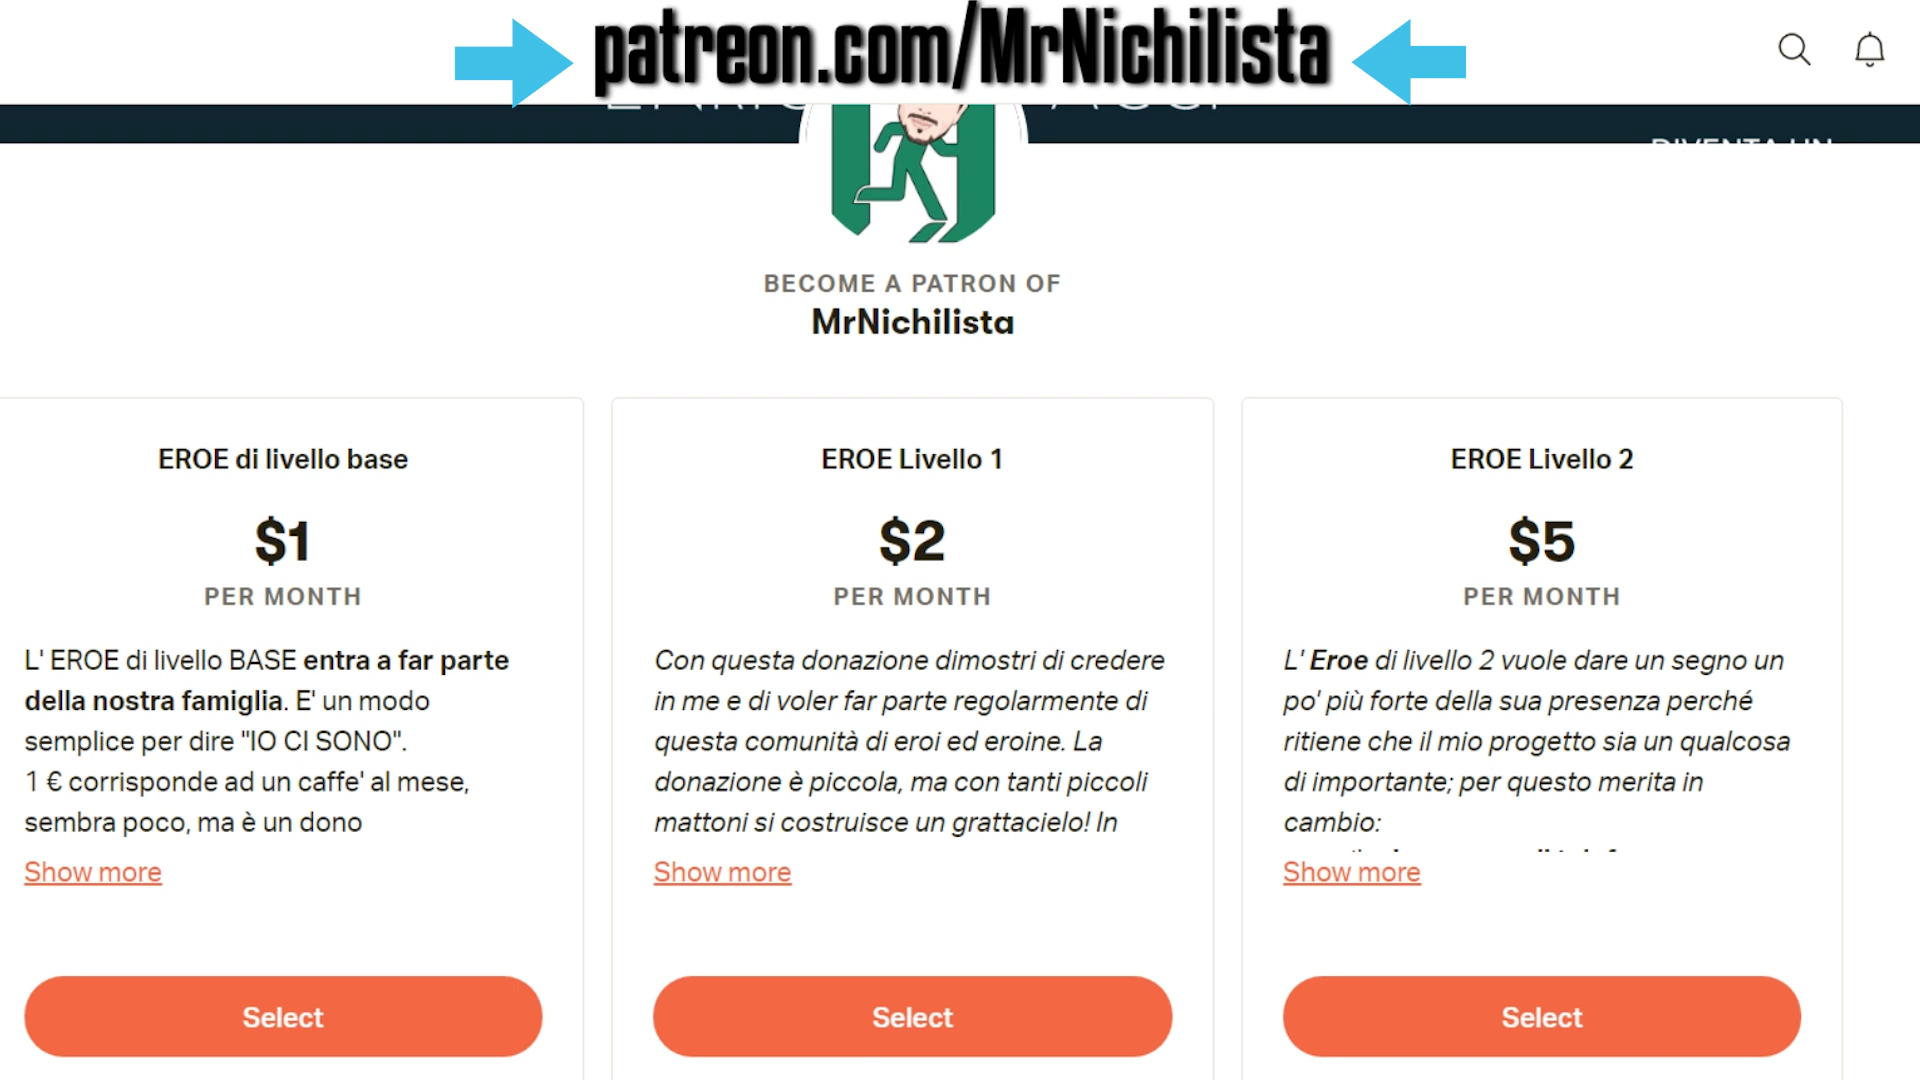 patreon.com/MrNichilista
DIVENTA UN
BECOME A PATRON OF
MrNichilista
EROE di livello base
$1
PER MONTH
L' EROE di livello BASE entra a far parte
della nostra famiglia. E' un modo
semplice per dire "IO CI SONO".
1 € corrisponde ad un caffe' al mese,
sembra poco, ma è un dono
Show more
Select
EROE Livello 1
$2
PER MONTH
Con questa donazione dimostri di credere
in me e di voler far parte regolarmente di
questa comunità di eroi ed eroine. La
donazione è piccola, ma con tanti piccoli
mattoni si costruisce un grattacielo! In
Show more
Select
EROE Livello 2
$5
PER MONTH
L' Eroe di livello 2 vuole dare un segno un
po' più forte della sua presenza perché
ritiene che il mio progetto sia un qualcosa
di importante; per questo merita in
cambio:
Show more
Select